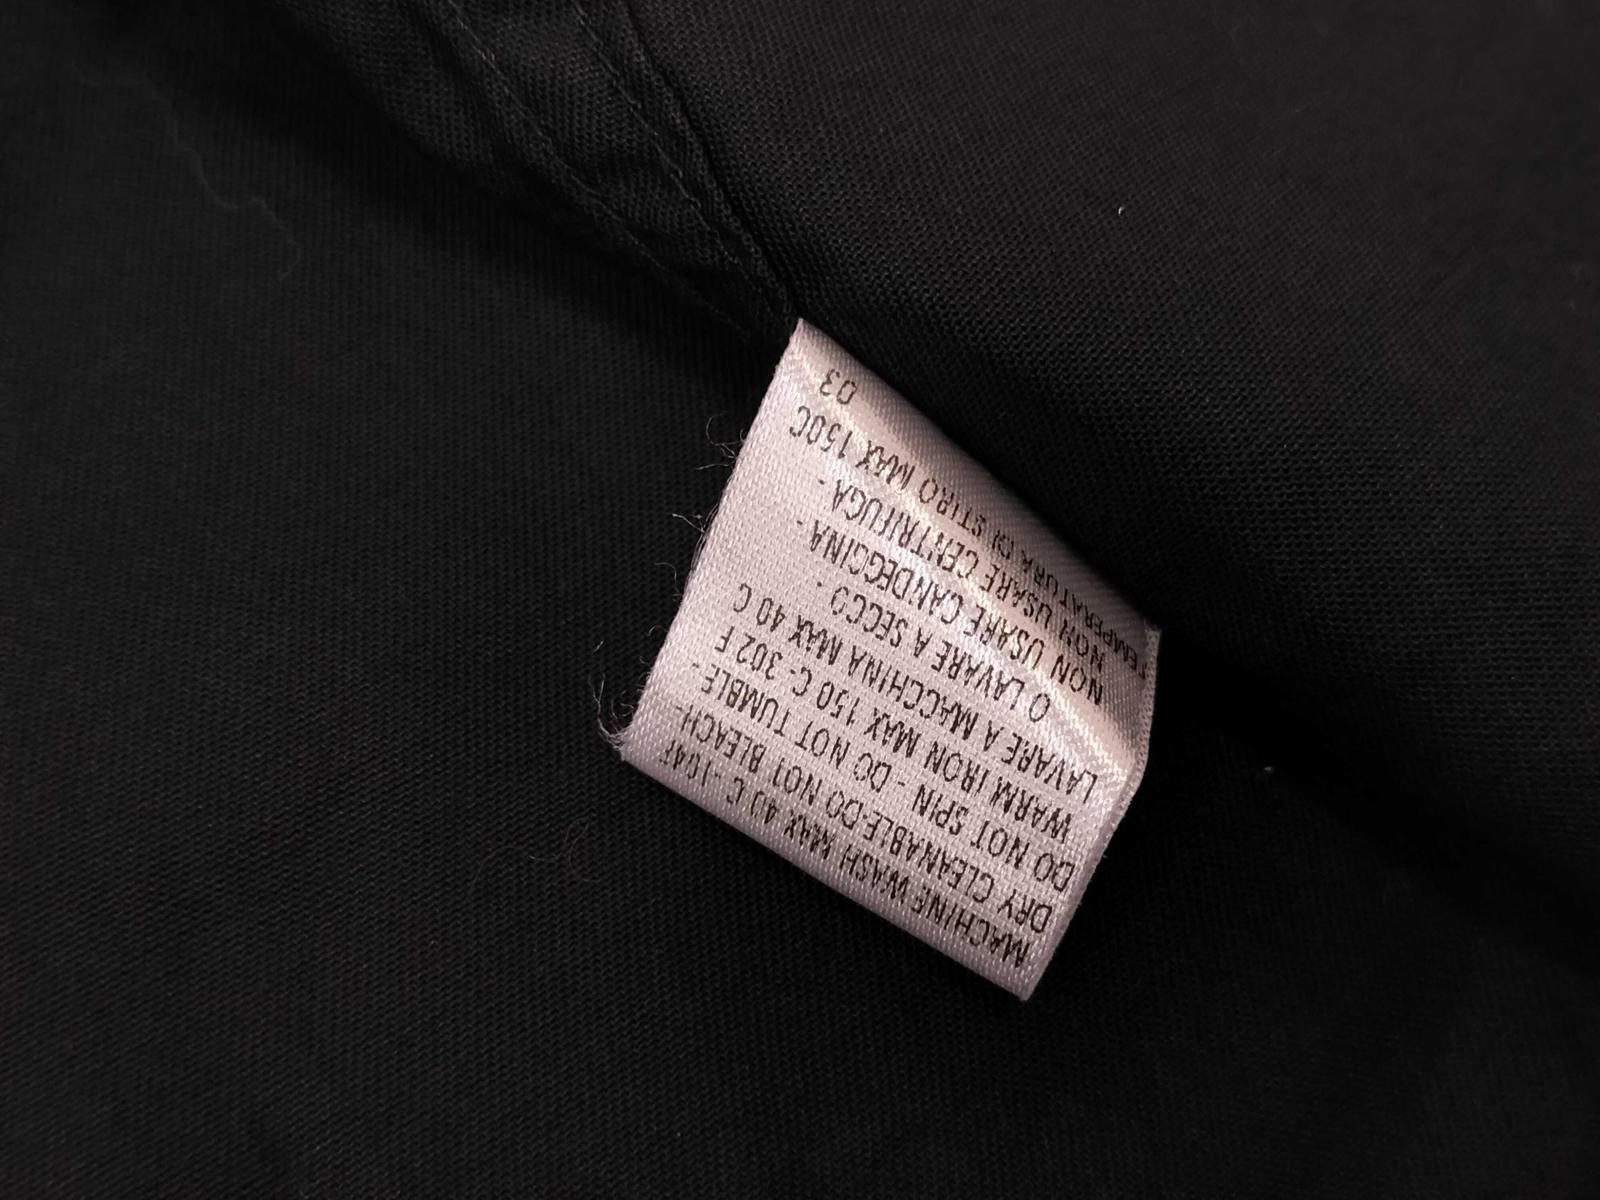 MACHINE WASH MAX 40 C -104F
DRY CLEANABLE-DO NOT BLEACH-
DO NOT SPIN - DO NOT TUMBLE-
WARM IRON MAX 150 C- 302 F
LAVARE A MACCHINA MAX 40 C
O LAVARE A SECCO -
NON USARE CANDEGGINA -
NON USARE CENTRIFUGA -
TEMPERATURA DI STIRO MAX 150C
03